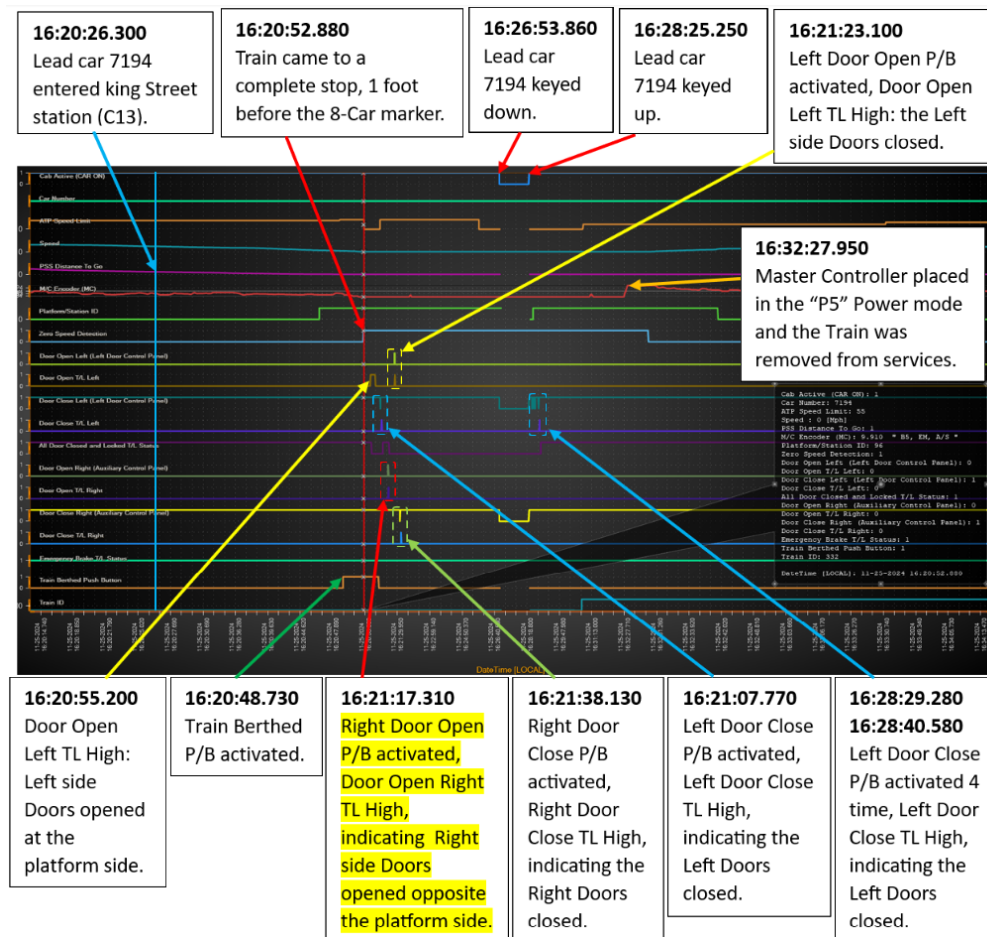 16:20:26.300
Lead car 7194
entered king Street
station (C13).
16:20:52.880
Train came to a
complete stop, 1 foot
before the 8-Car marker.
16:26:53.860
Lead car
7194 keyed
down.
16:28:25.250
Lead car
7194 keyed
up.
16:21:23.100
Left Door Open P/B
activated, Door Open
Left TL High: the Left
side Doors closed.
Cab Active (CAR ON)
Car Number
ATP Speed Limit
Speed
PSS Distance To Go
M/C Encoder (MC)
Platform/Station ID
Zero Speed Detection
Door Open Left (Left Door Control Panel)
Door Open T/L Left
Door Close Left (Left Door Control Panel)
Door Close T/L Left
All Door Closed and Locked T/L Status
Door Open Right (Auxiliary Control Panel)
Door Open T/L Right
Door Close Right (Auxiliary Control Panel)
Door Close T/L Right
Emergency Brake T/L Status
Train Berthed Push Button
Train ID
16:32:27.950
Master Controller placed
in the “P5” Power mode
and the Train was
removed from services.
Cab Active (CAR ON): 1
Car Number: 7194
ATP Speed Limit: 55
Speed : 0 [Mph]
PSS Distance To Go: 1
M/C Encoder (MC): 9.910 " B5, EM, A/S "
Platform/Station ID: 96
Zero Speed Detection: 1
Door Open Left (Left Door Control Panel): 0
Door Open T/L Left: 0
Door Close Left (Left Door Control Panel): 1
Door Close T/L Left: 0
All Door Closed and Locked T/L Status: 1
Door Open Right (Auxiliary Control Panel): 0
Door Open T/L Right: 0
Door Close Right (Auxiliary Control Panel): 1
Door Close T/L Right: 0
Emergency Brake T/L Status: 1
Train Berthed Push Button: 1
Train ID: 332
DateTime [LOCAL]: 11-25-2024 16:20:52.880
DateTime [LOCAL]
16:20:55.200
Door Open
Left TL High:
Left side
Doors opened
at the
platform side.
16:20:48.730
Train Berthed
P/B activated.
16:21:17.310
Right Door Open
P/B activated,
Door Open Right
TL High,
indicating Right
side Doors
opened opposite
the platform side.
16:21:38.130
Right Door
Close P/B
activated,
Right Door
Close TL High,
indicating the
Right Doors
closed.
16:21:07.770
Left Door Close
P/B activated,
Left Door Close
TL High,
indicating the
Left Doors
closed.
16:28:29.280
16:28:40.580
Left Door Close
P/B activated 4
time, Left Door
Close TL High,
indicating the
Left Doors
closed.